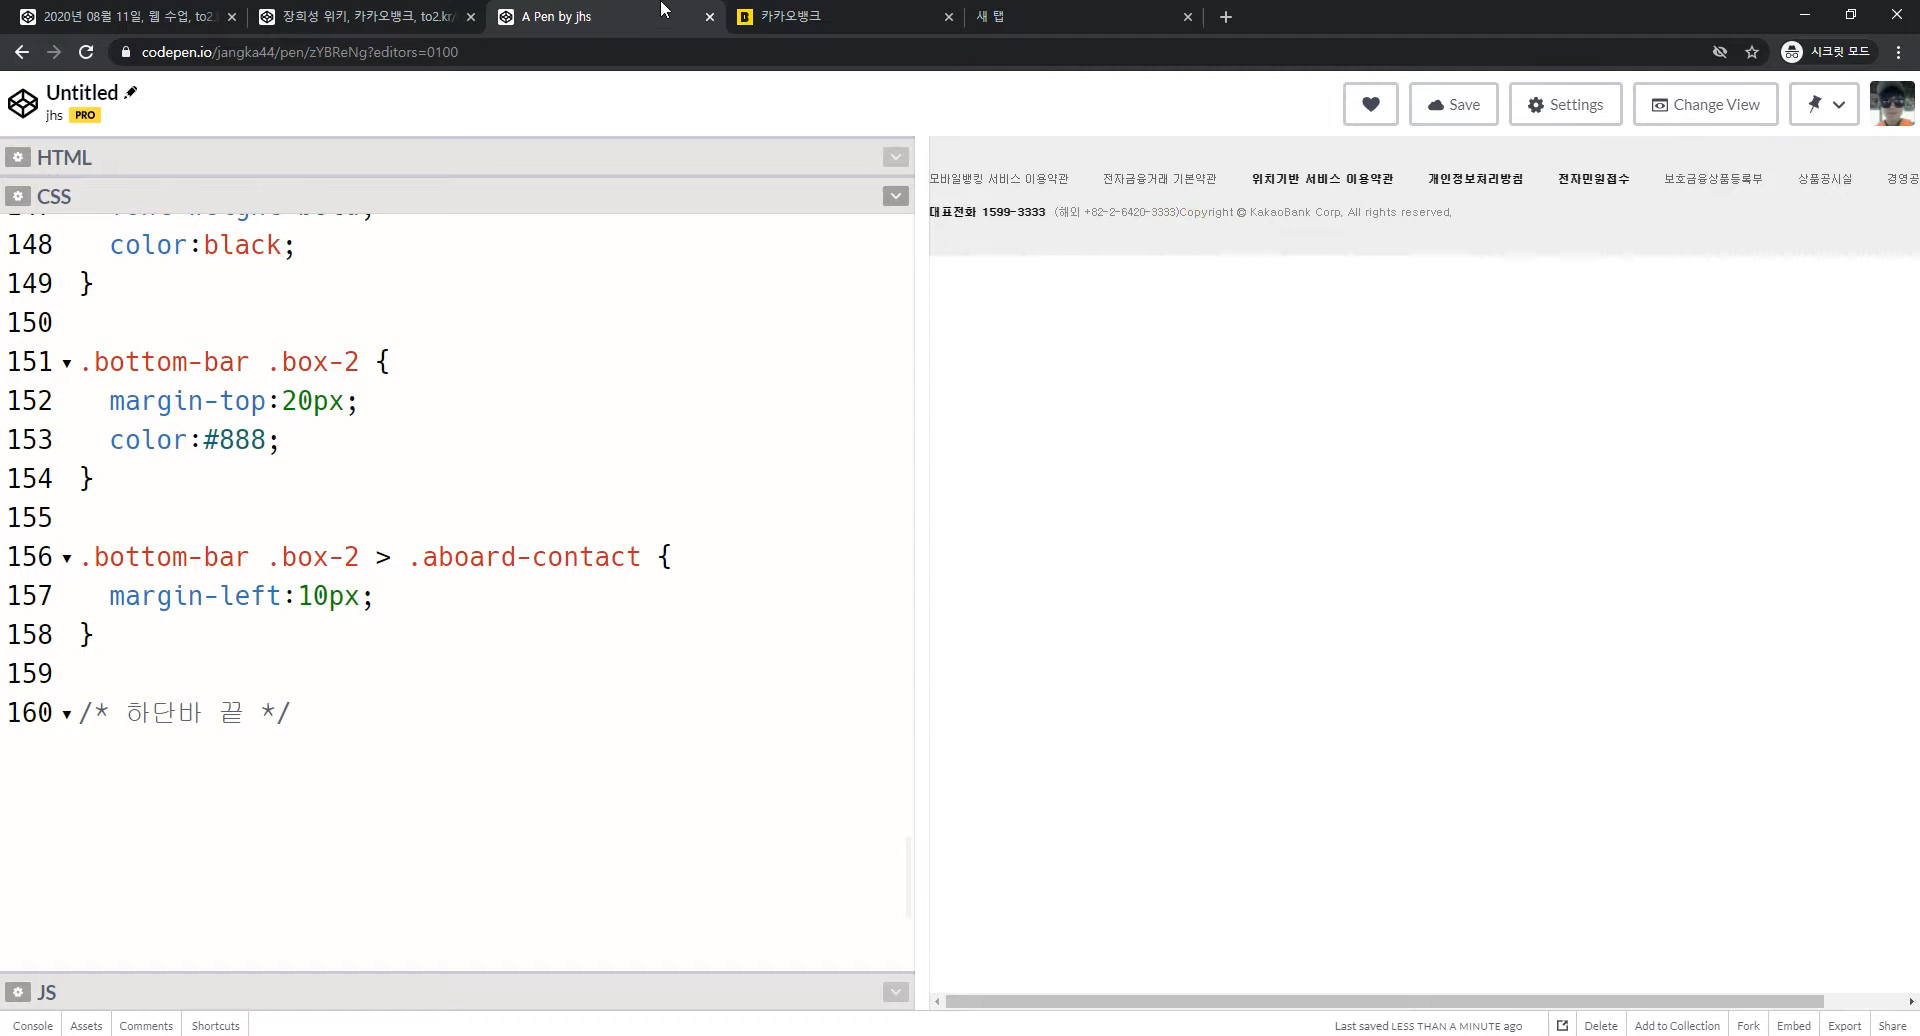 2020년 08월 11일, 웹 수업, to2.
장희성 위키, 카카오뱅크, to2.kr/
A Pen by jhs
카카오뱅크
새 탭
codepen.io/jangka44/pen/zYBReNg?editors=0100
시크릿 모드
Untitled
jhs PRO
Save
Settings
Change View
HTML
CSS
148 color:black;
149 }
150
151 .bottom-bar .box-2 {
152 margin-top:20px;
153 color:#888;
154 }
155
156 .bottom-bar .box-2 > .aboard-contact {
157 margin-left:10px;
158 }
159
160 /* 하단바 끝 */
모바일뱅킹 서비스 이용약관 전자금융거래 기본약관 위치기반 서비스 이용약관 개인정보처리방침 전자민원접수 보호금융상품등록부 상품공시실 경영공
대표전화 1599-3333 (해외 +82-2-6420-3333)Copyright © KakaoBank Corp. All rights reserved.
JS
Console Assets Comments Shortcuts
Last saved LESS THAN A MINUTE ago
Delete Add to Collection Fork Embed Export Share